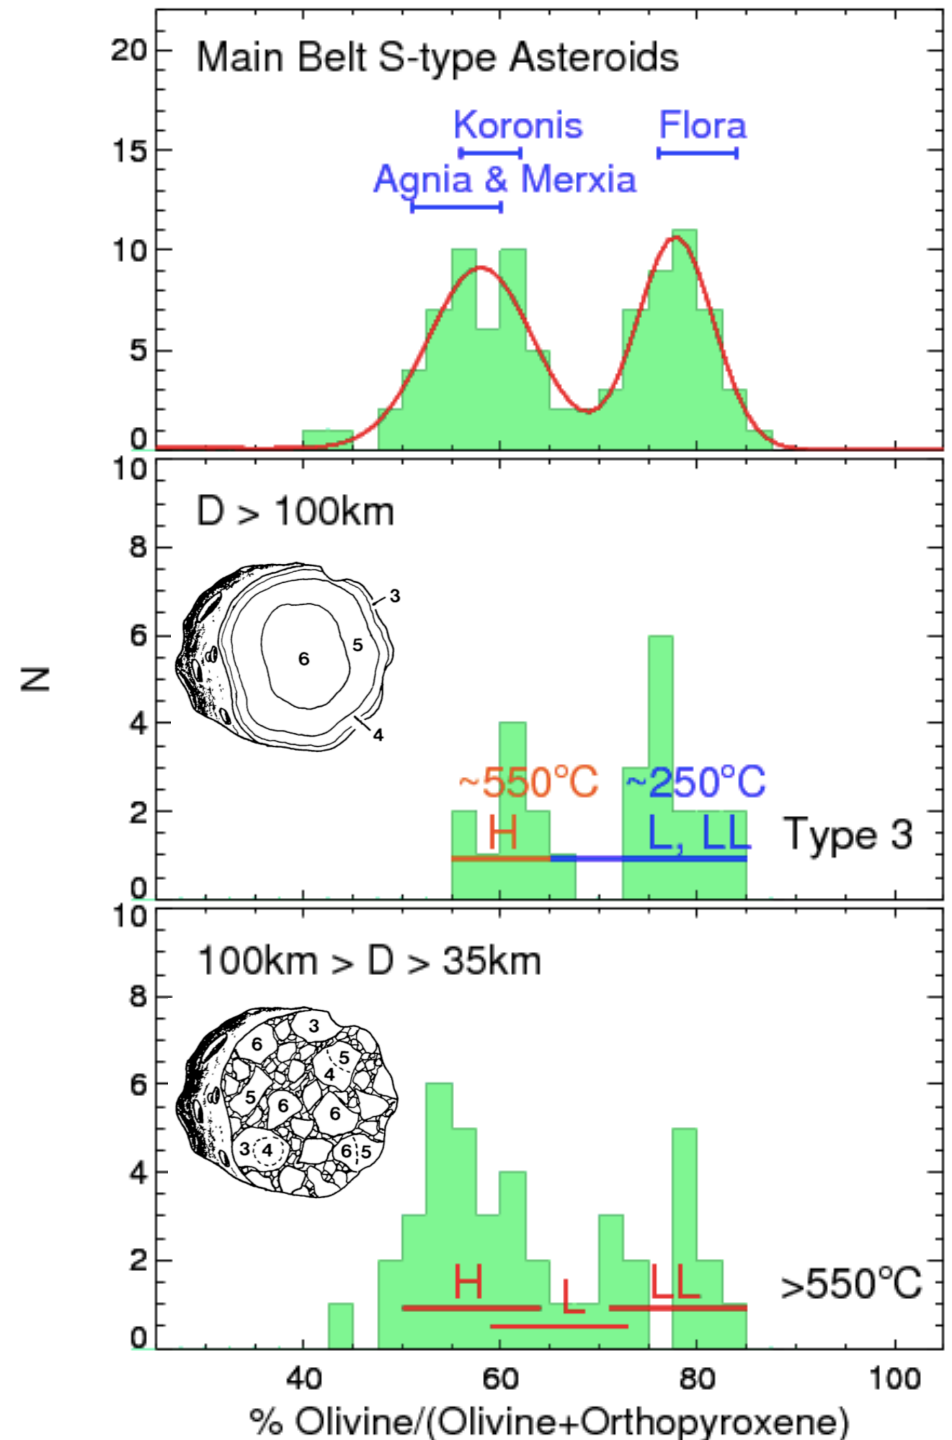 20
Main Belt S-type Asteroids
Koronis
Flora
15
Agnia & Merxia
10
5
0
10
D > 100km
8
3
6
6
5
N
4
4
~550°C
~250°C
2
H
L, LL
Type 3
0
10
100km > D > 35km
8
3
6
5
4
6
5
6
6
3
4
6
5
4
2
H
L
LL
>550°C
0
40
60
80
100
% Olivine/(Olivine+Orthopyroxene)